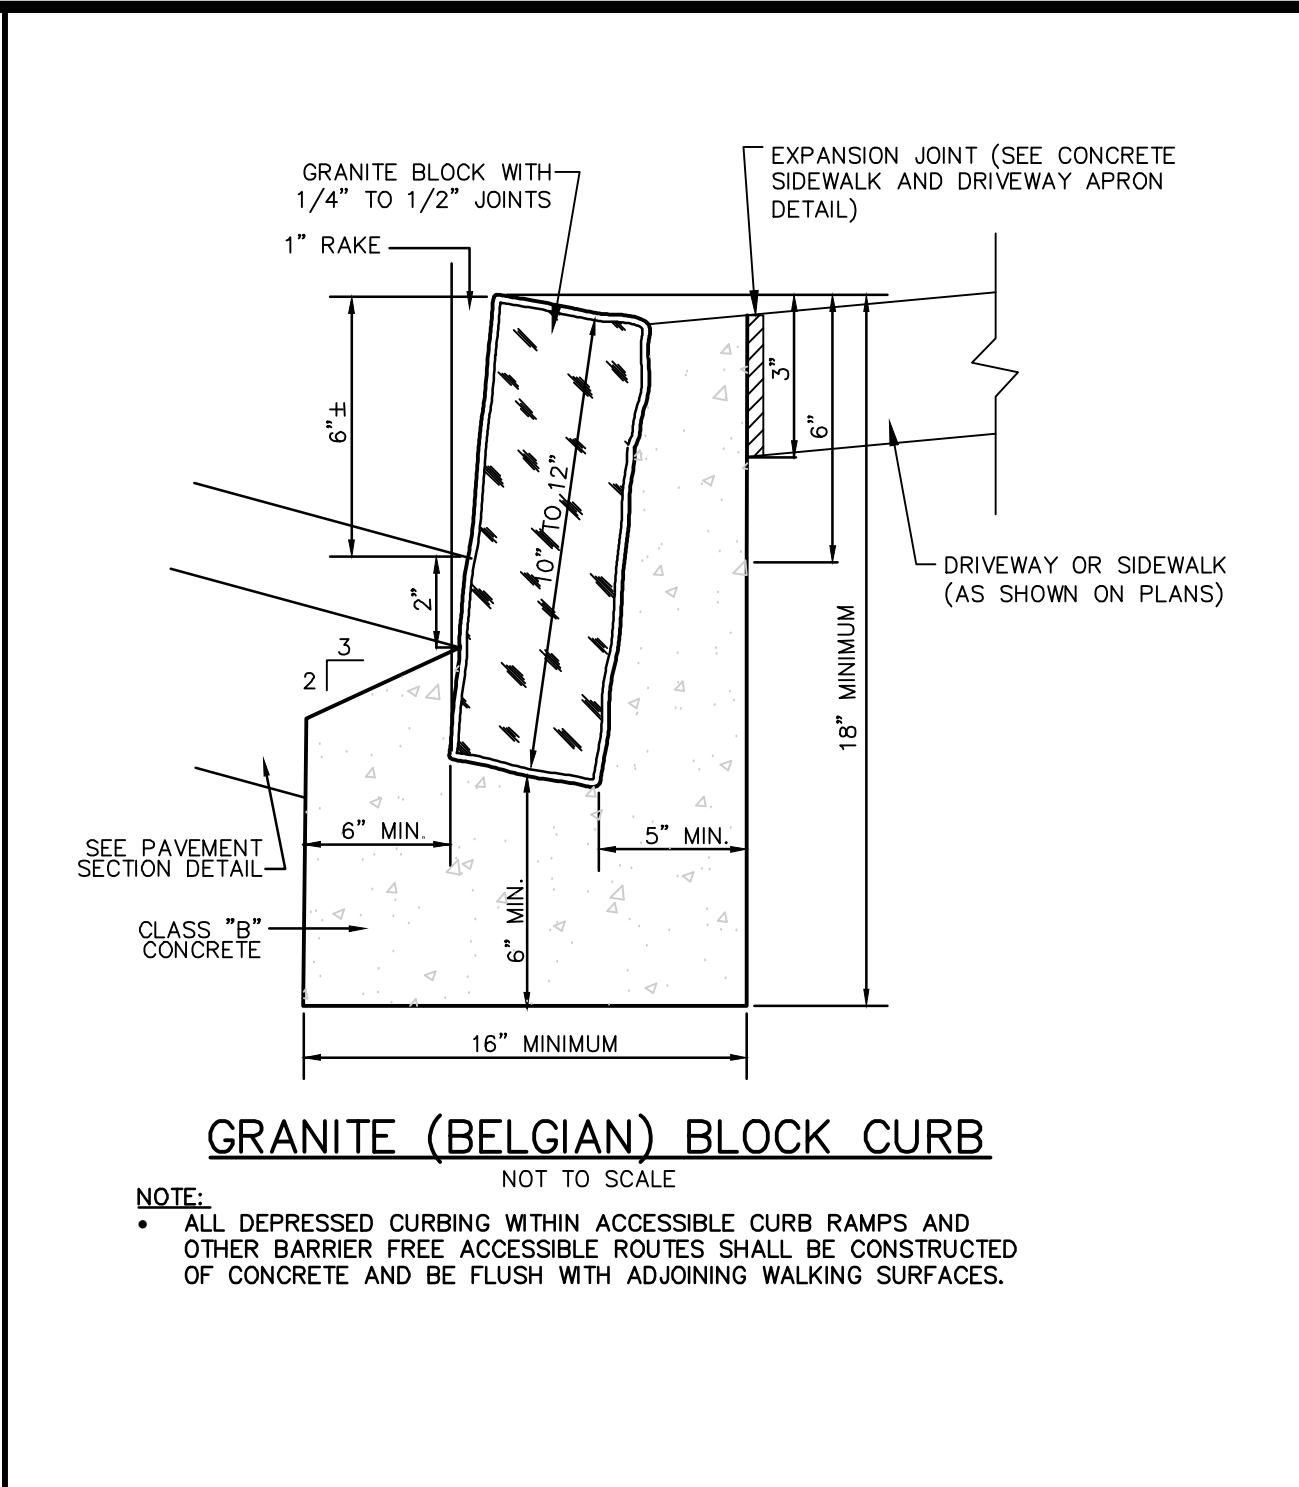 GRANITE BLOCK WITH
1/4” TO 1/2” JOINTS
1” RAKE
EXPANSION JOINT (SEE CONCRETE
SIDEWALK AND DRIVEWAY APRON
DETAIL)
6”±
3”
6”
10” TO 12”
2”
DRIVEWAY OR SIDEWALK
(AS SHOWN ON PLANS)
3
2
18” MINIMUM
6” MIN.
5” MIN.
SEE PAVEMENT
SECTION DETAIL
6” MIN.
CLASS ”B”
CONCRETE
16” MINIMUM
GRANITE (BELGIAN) BLOCK CURB
NOT TO SCALE
NOTE:
• ALL DEPRESSED CURBING WITHIN ACCESSIBLE CURB RAMPS AND
OTHER BARRIER FREE ACCESSIBLE ROUTES SHALL BE CONSTRUCTED
OF CONCRETE AND BE FLUSH WITH ADJOINING WALKING SURFACES.